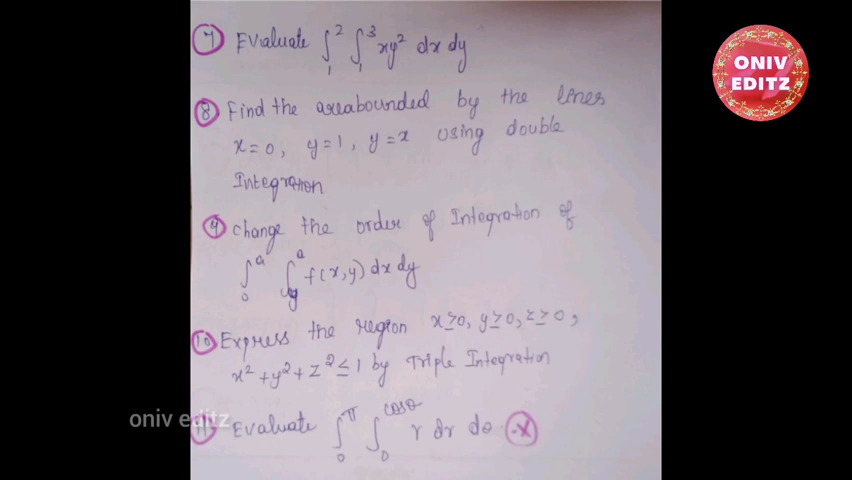 7 Evaluate ∫₁² ∫₁³ xy² dx dy
ONIV
EDITZ
8 Find the areabounded by the lines
x=0, y=1, y=x using double
Integration
9 change the order of Integration of
∫₀ᵃ ∫ᵧᵃ f(x,y) dx dy
10 Express the region x≥0, y≥0, z≥0,
x²+y²+z²≤1 by Triple Integration
oniv editz
11 Evaluate ∫₀^π ∫₀^cosθ r dr dθ X